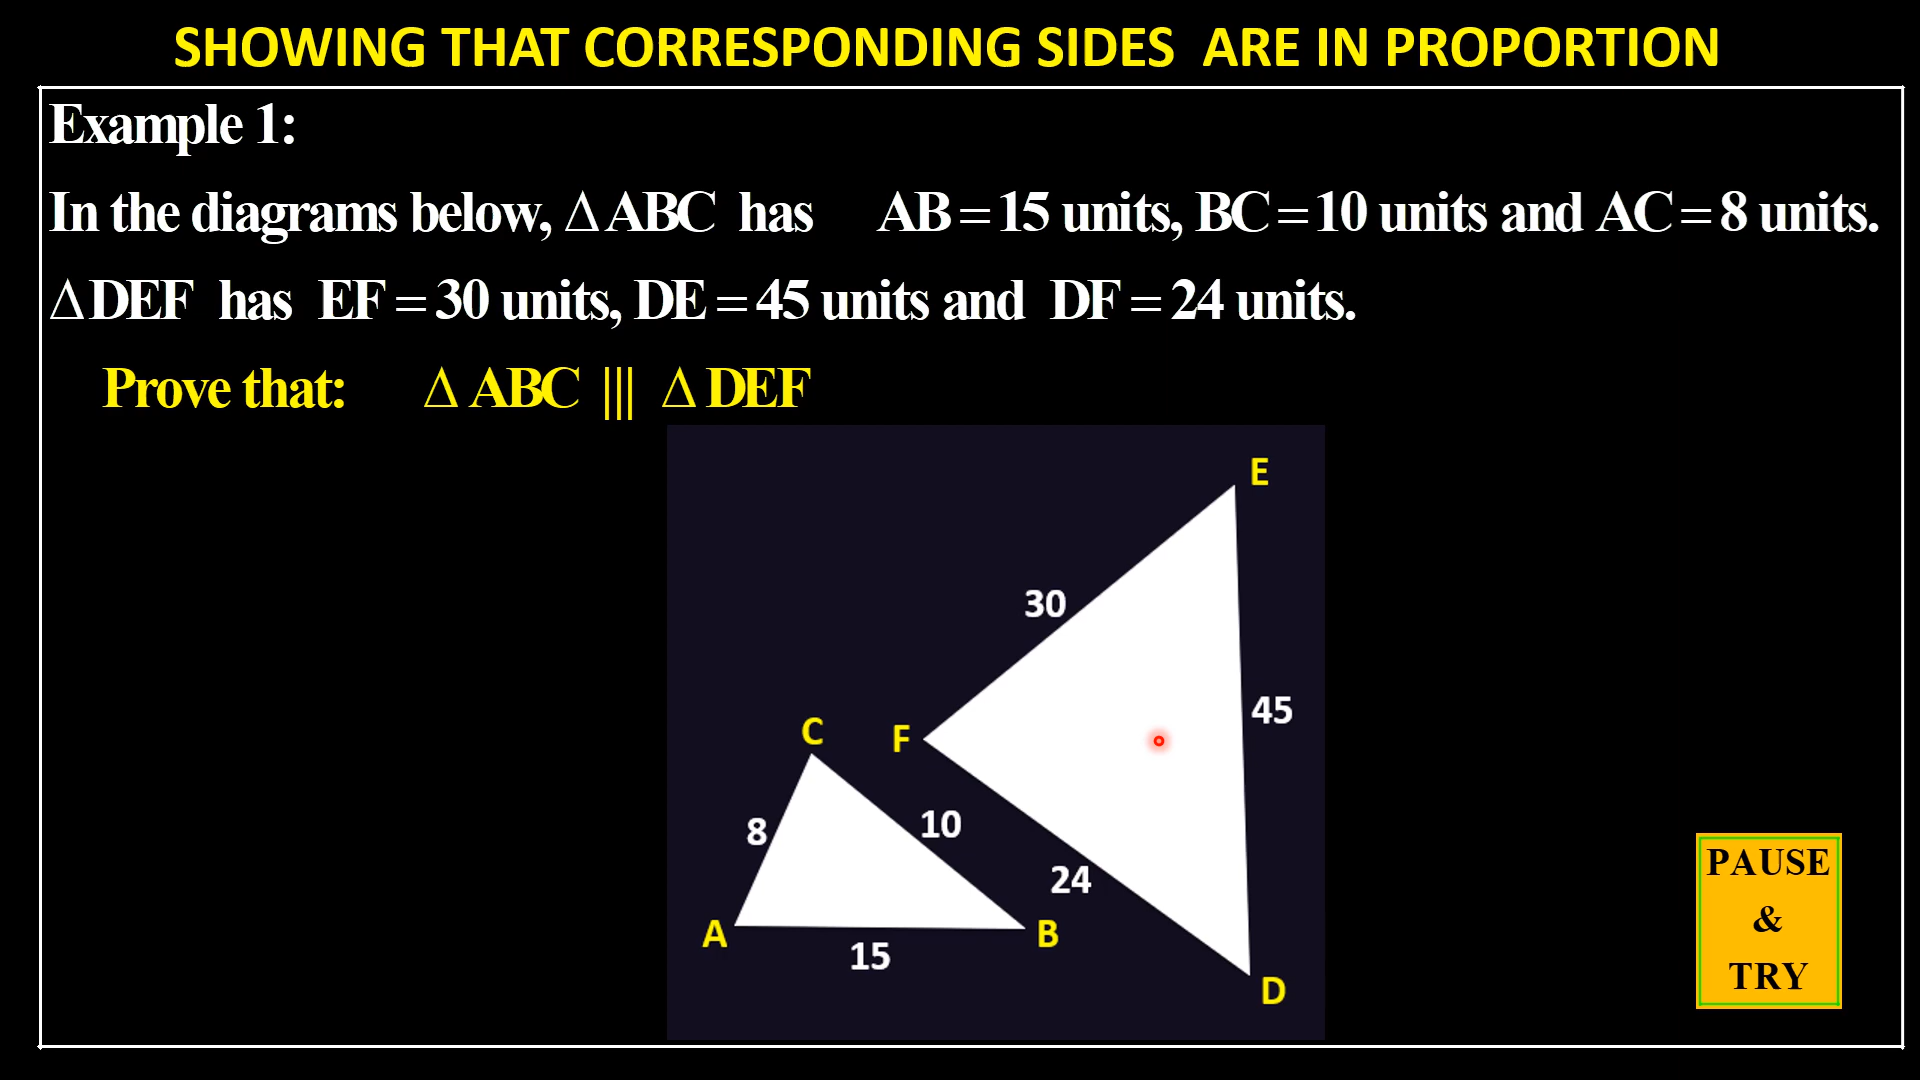 SHOWING THAT CORRESPONDING SIDES ARE IN PROPORTION
Example 1:
In the diagrams below, Δ ABC has AB = 15 units, BC = 10 units and AC = 8 units.
Δ DEF has EF = 30 units, DE = 45 units and DF = 24 units.
Prove that: Δ ABC ||| Δ DEF
E
30
45
C
F
8
10
24
A
B
15
D
PAUSE
&
TRY